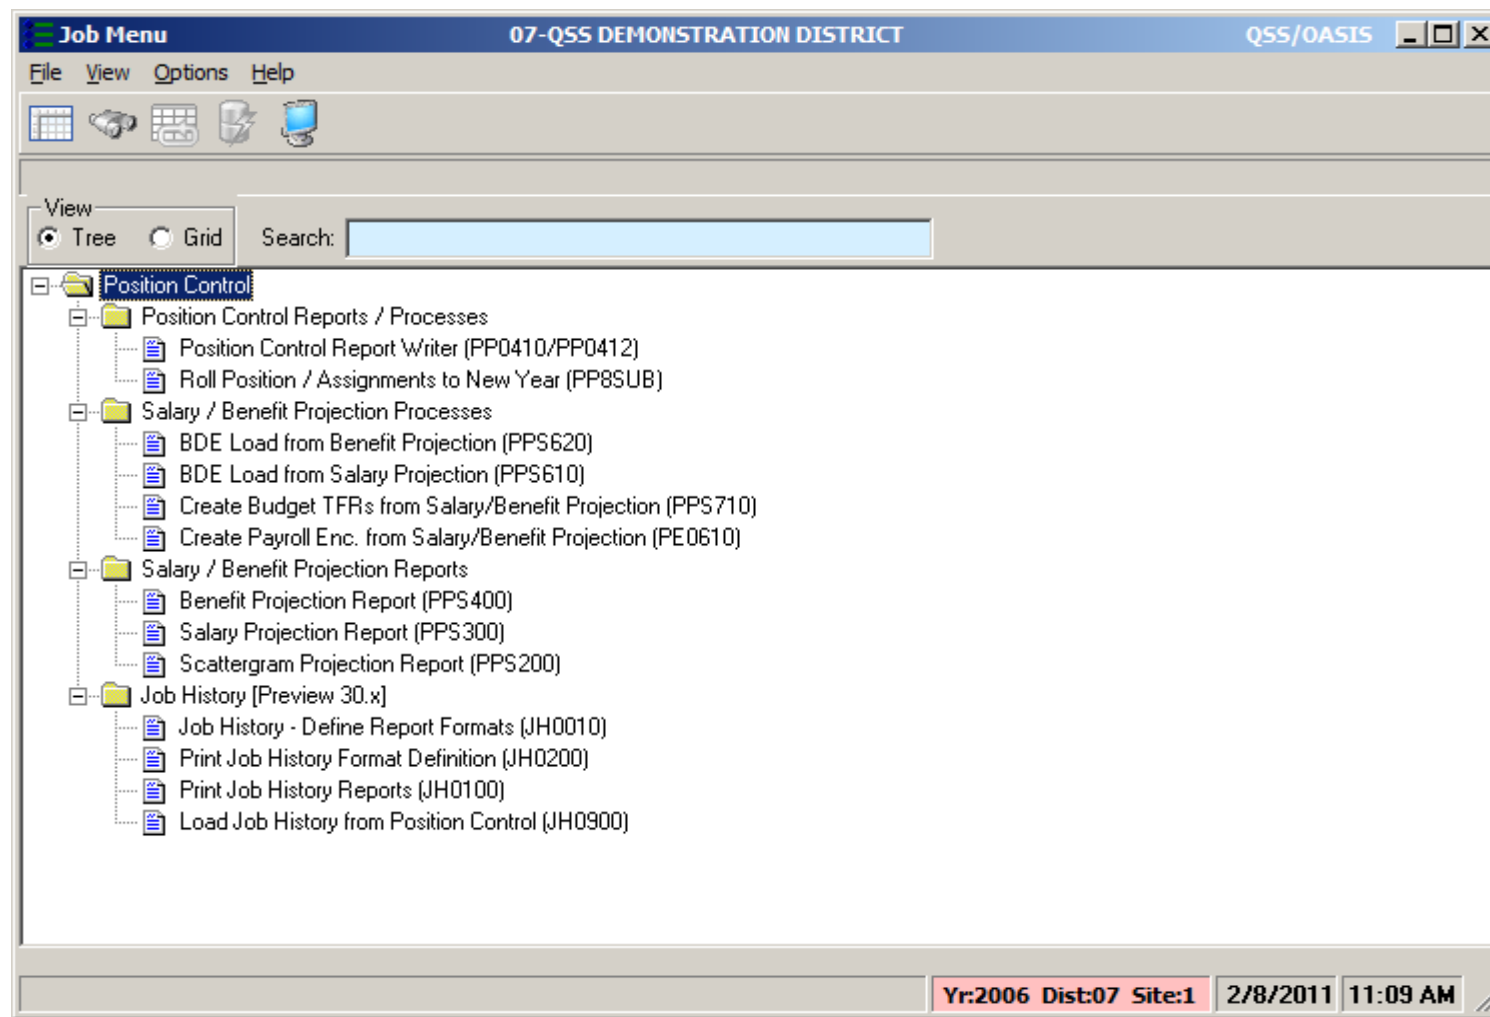 Job Menu 07-QSS DEMONSTRATION DISTRICT QSS/OASIS
File View Options Help
View
Tree Grid Search:
Position Control
Position Control Reports / Processes
Position Control Report Writer (PP0410/PP0412)
Roll Position / Assignments to New Year (PP8SUB)
Salary / Benefit Projection Processes
BDE Load from Benefit Projection (PPS620)
BDE Load from Salary Projection (PPS610)
Create Budget TFRs from Salary/Benefit Projection (PPS710)
Create Payroll Enc. from Salary/Benefit Projection (PE0610)
Salary / Benefit Projection Reports
Benefit Projection Report (PPS400)
Salary Projection Report (PPS300)
Scattergram Projection Report (PPS200)
Job History [Preview 30.x]
Job History - Define Report Formats (JH0010)
Print Job History Format Definition (JH0200)
Print Job History Reports (JH0100)
Load Job History from Position Control (JH0900)
Yr:2006 Dist:07 Site:1 2/8/2011 11:09 AM